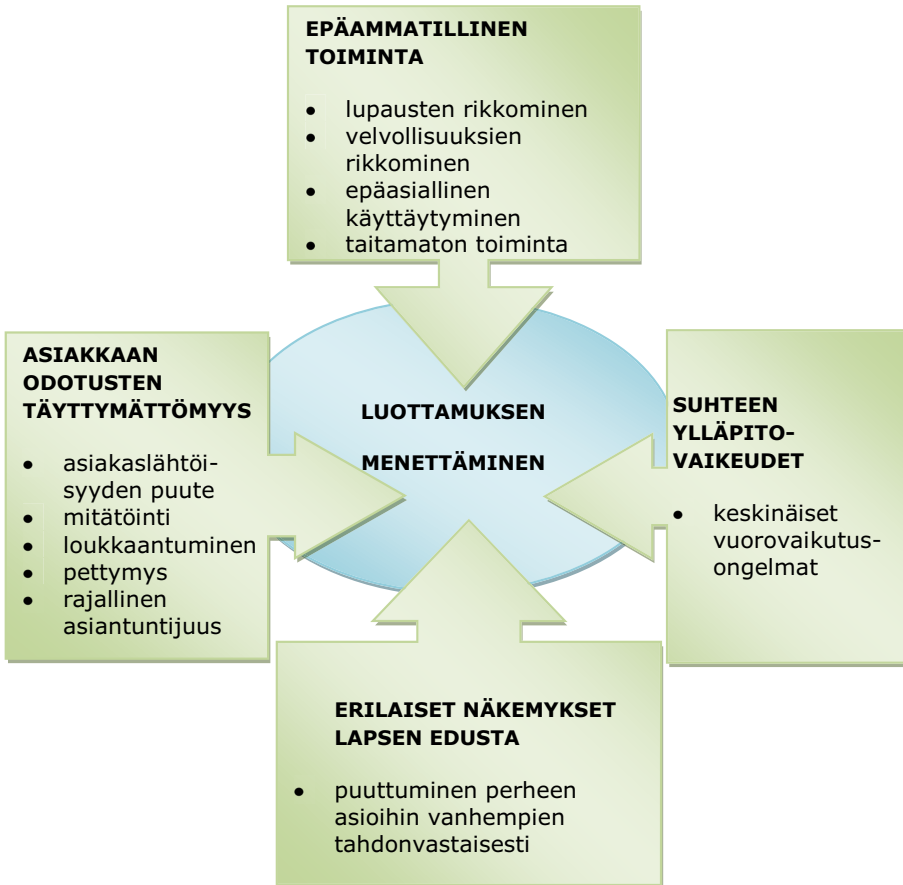 EPÄAMMATILLINEN
TOIMINTA
• lupausten rikkominen
• velvollisuuksien
rikkominen
• epäasiallinen
käyttäytyminen
• taitamaton toiminta
ASIAKKAAN
ODOTUSTEN
TÄYTTYMÄTTÖMYYS
• asiakaslähtöi-
syyden puute
• mitätöinti
• loukkaantuminen
• pettymys
• rajallinen
asiantuntijuus
LUOTTAMUKSEN
MENETTÄMINEN
SUHTEEN
YLLÄPITO-
VAIKEUDET
• keskinäiset
vuorovaikutus-
ongelmat
ERILAISET NÄKEMYKSET
LAPSEN EDUSTA
• puuttuminen perheen
asioihin vanhempien
tahdonvastaisesti